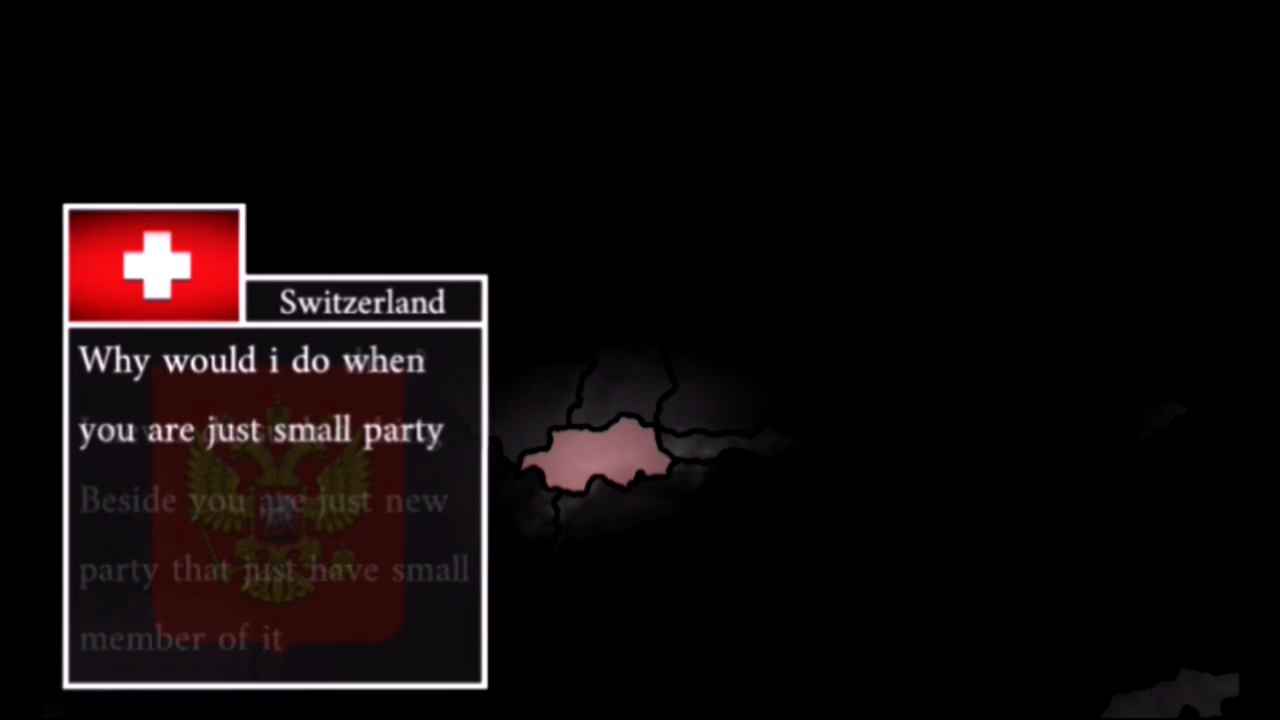 Switzerland
Why would i do when
you are just small party
Beside you are just new
party that just have small
member of it